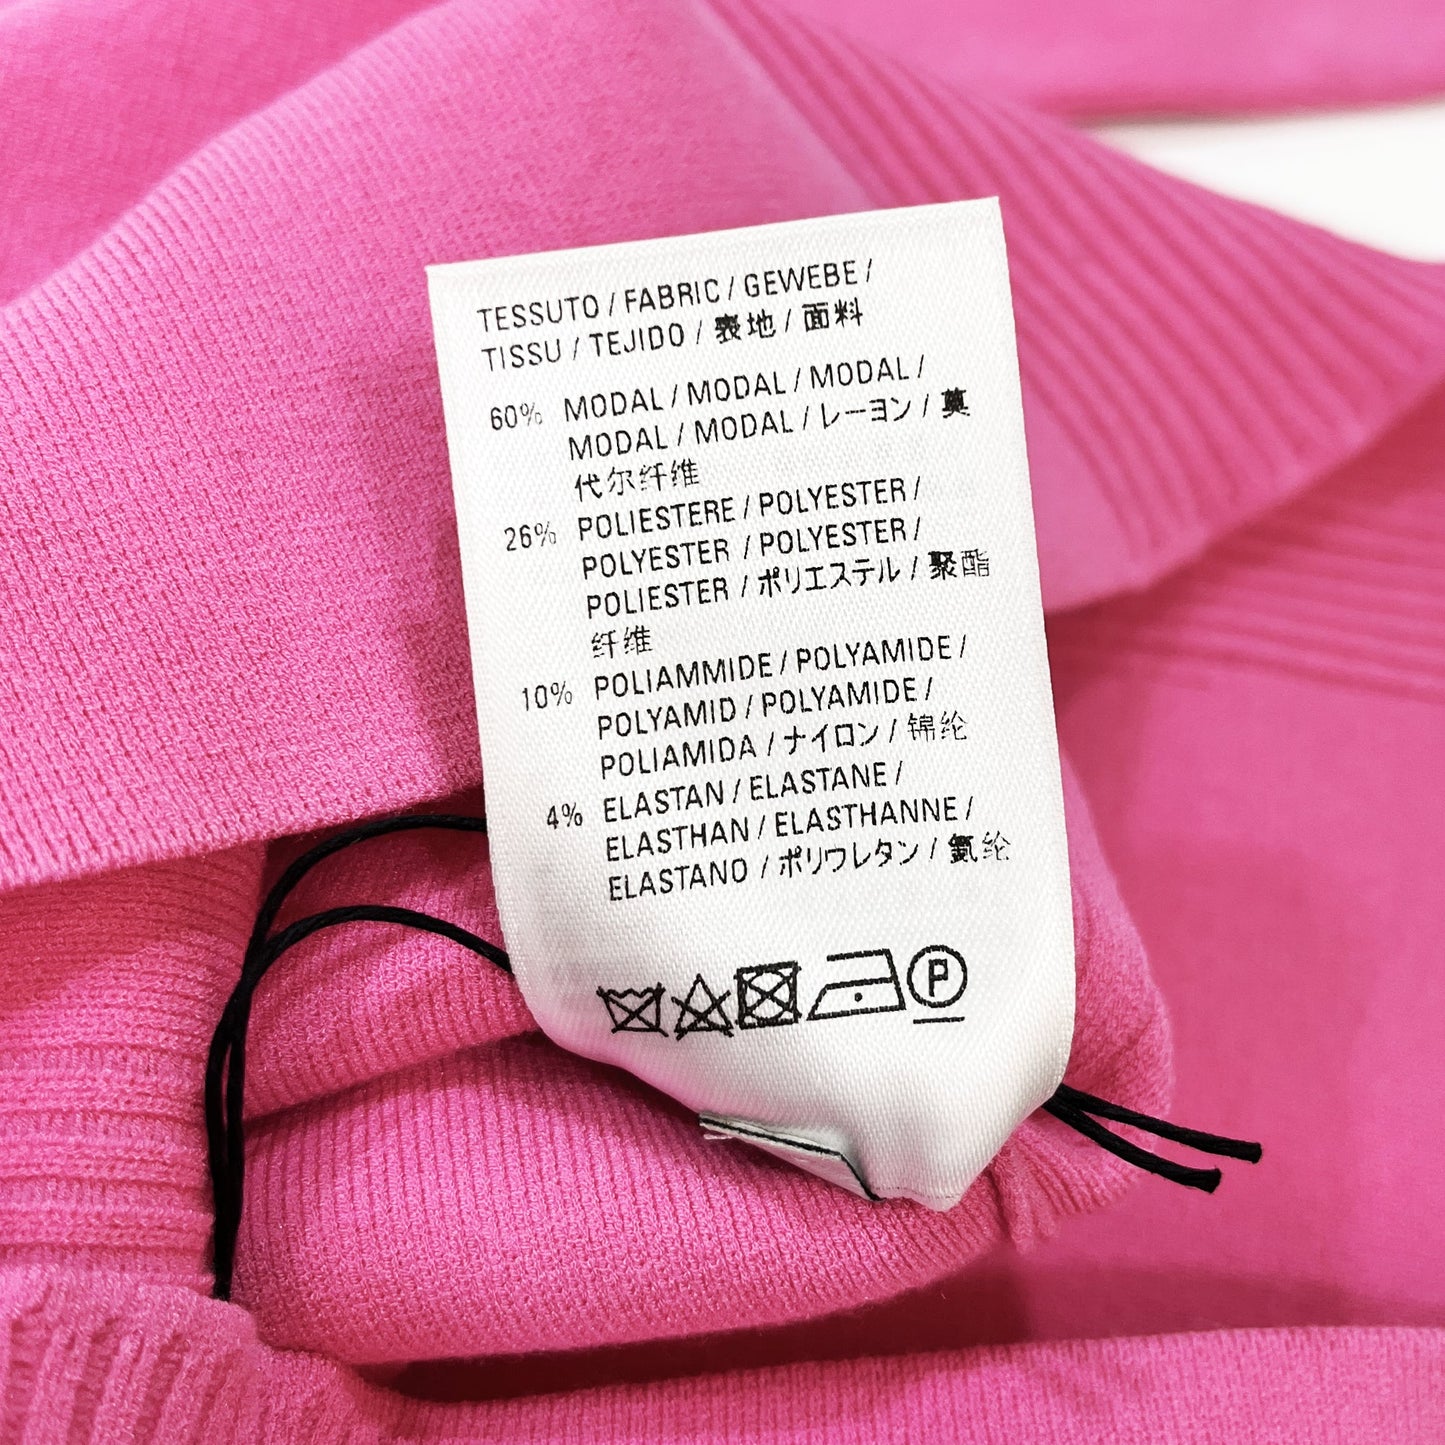 TESSUTO / FABRIC / GEWEBE /
TISSU / TEJIDO / 表地 / 面料
60% MODAL / MODAL / MODAL /
MODAL / MODAL / レーヨン / 莫
代尔纤维
26% POLIESTERE / POLYESTER /
POLYESTER / POLYESTER /
POLIESTER / ポリエステル / 聚酯
纤维
10% POLIAMMIDE / POLYAMIDE /
POLYAMID / POLYAMIDE /
POLIAMIDA / ナイロン / 锦纶
4% ELASTAN / ELASTANE /
ELASTHAN / ELASTHANNE /
ELASTANO / ポリウレタン / 氨纶
P